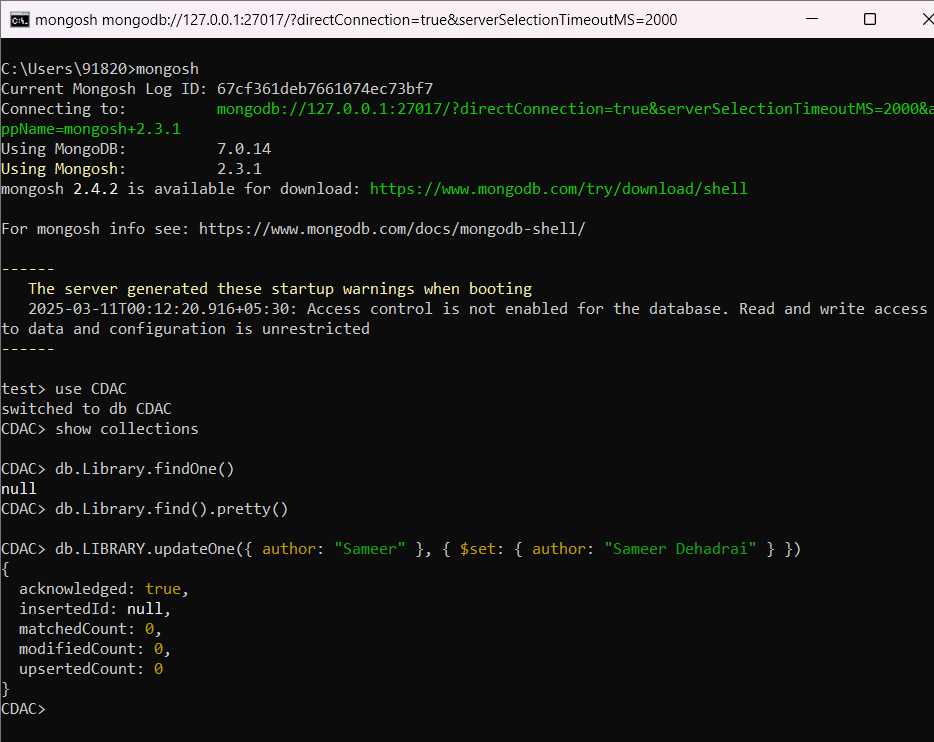 mongosh mongodb://127.0.0.1:27017/?directConnection=true&serverSelectionTimeoutMS=2000
C:\Users\91820>mongosh
Current Mongosh Log ID: 67cf361deb7661074ec73bf7
Connecting to:          mongodb://127.0.0.1:27017/?directConnection=true&serverSelectionTimeoutMS=2000&a
ppName=mongosh+2.3.1
Using MongoDB:          7.0.14
Using Mongosh:          2.3.1
mongosh 2.4.2 is available for download: https://www.mongodb.com/try/download/shell
For mongosh info see: https://www.mongodb.com/docs/mongodb-shell/
------
   The server generated these startup warnings when booting
   2025-03-11T00:12:20.916+05:30: Access control is not enabled for the database. Read and write access
to data and configuration is unrestricted
------
test> use CDAC
switched to db CDAC
CDAC> show collections
CDAC> db.Library.findOne()
null
CDAC> db.Library.find().pretty()
CDAC> db.LIBRARY.updateOne({ author: "Sameer" }, { $set: { author: "Sameer Dehadrai" } })
{
  acknowledged: true,
  insertedId: null,
  matchedCount: 0,
  modifiedCount: 0,
  upsertedCount: 0
}
CDAC>